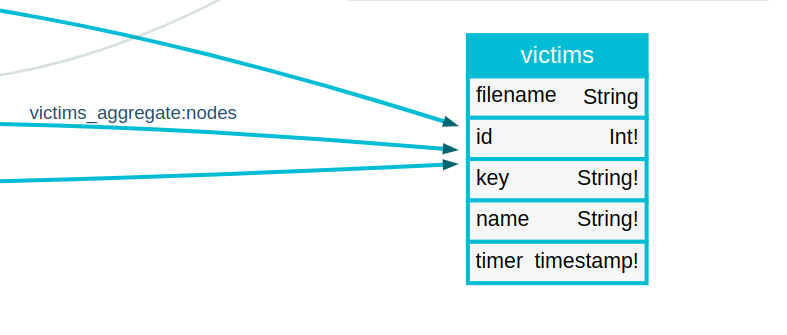 victims
victims_aggregate:nodes
filename String
id Int!
key String!
name String!
timer timestamp!